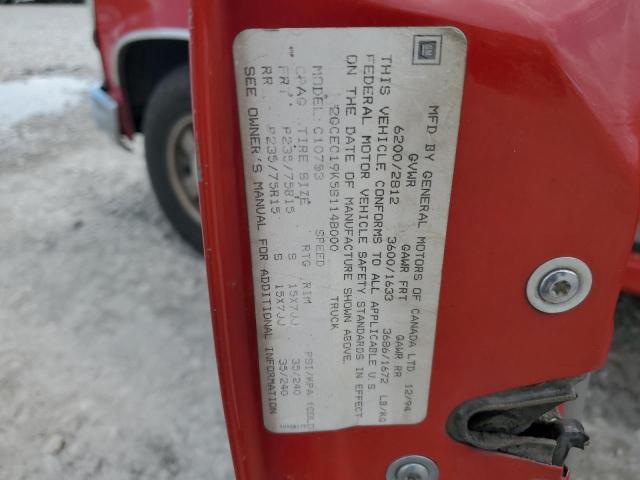 GM
MFD BY GENERAL MOTORS OF CANADA LTD 12/94
GVWR GAWR FRT GAWR RR
6200/2812 3600/1633 3686/1672 LB/KG
THIS VEHICLE CONFORMS TO ALL APPLICABLE U.S.
FEDERAL MOTOR VEHICLE SAFETY STANDARDS IN EFFECT
ON THE DATE OF MANUFACTURE SHOWN ABOVE.
2GCEC19K5S1148000 TRUCK
MODEL: C10753
SPEED
TIRE SIZE RTG RIM PSI/KPA (COLD)
FRT P235/75R15 S 15X7JJ 35/240
RR P235/75R15 S 15X7JJ 35/240
SEE OWNER'S MANUAL FOR ADDITIONAL INFORMATION